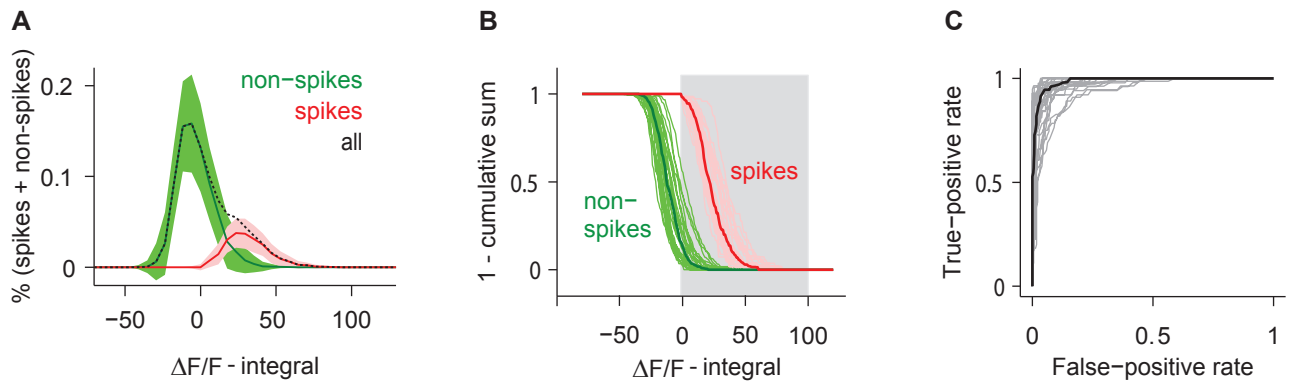 A
% (spikes + non-spikes)
0.2
0.1
0
non-spikes
spikes
all
−50
0
50
100
ΔF/F - integral
B
1 - cumulative sum
1
0.5
0
non−
spikes
spikes
−50
0
50
100
ΔF/F - integral
C
True−positive rate
1
0.5
0
0
0.5
1
False−positive rate